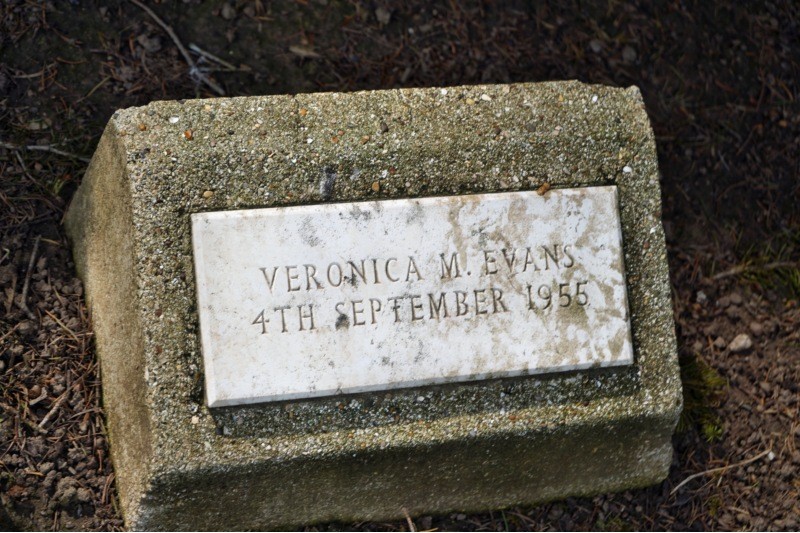 VERONICA M. EVANS
4TH SEPTEMBER 1955